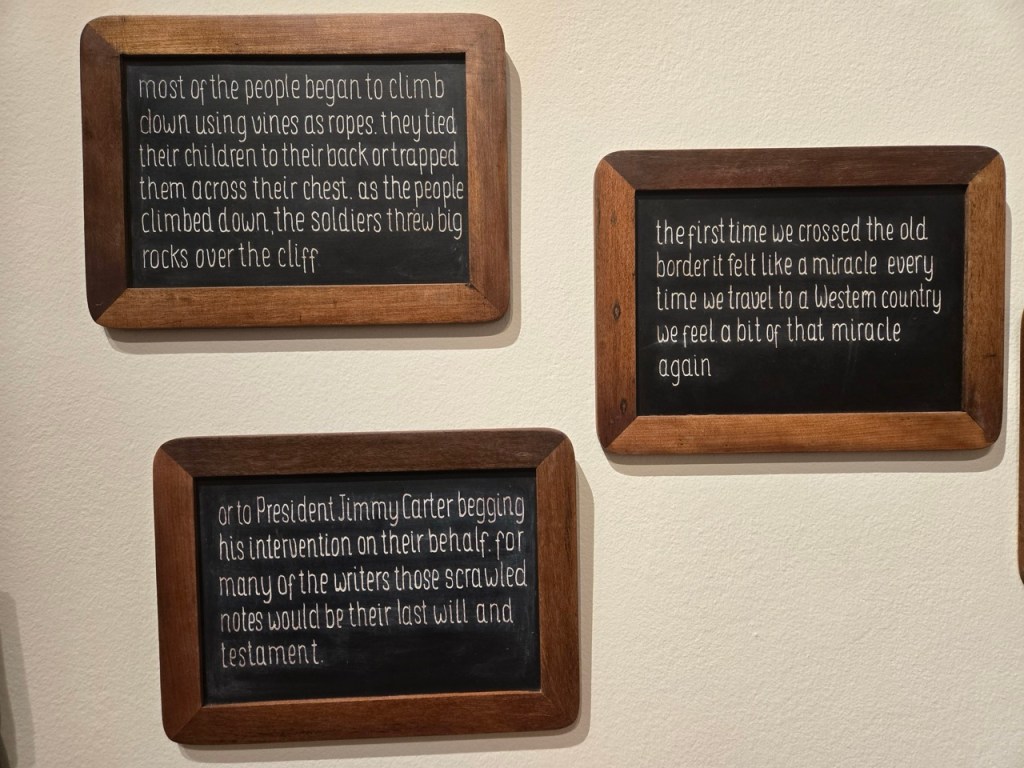 most of the people began to climb
down using vines as ropes. they tied
their children to their back or trapped
them across their chest. as the people
climbed down, the soldiers threw big
rocks over the cliff
the first time we crossed the old
border it felt like a miracle every
time we travel to a Western country
we feel a bit of that miracle
again
or to President Jimmy Carter begging
his intervention on their behalf. for
many of the writers those scrawled
notes would be their last will and
testament.